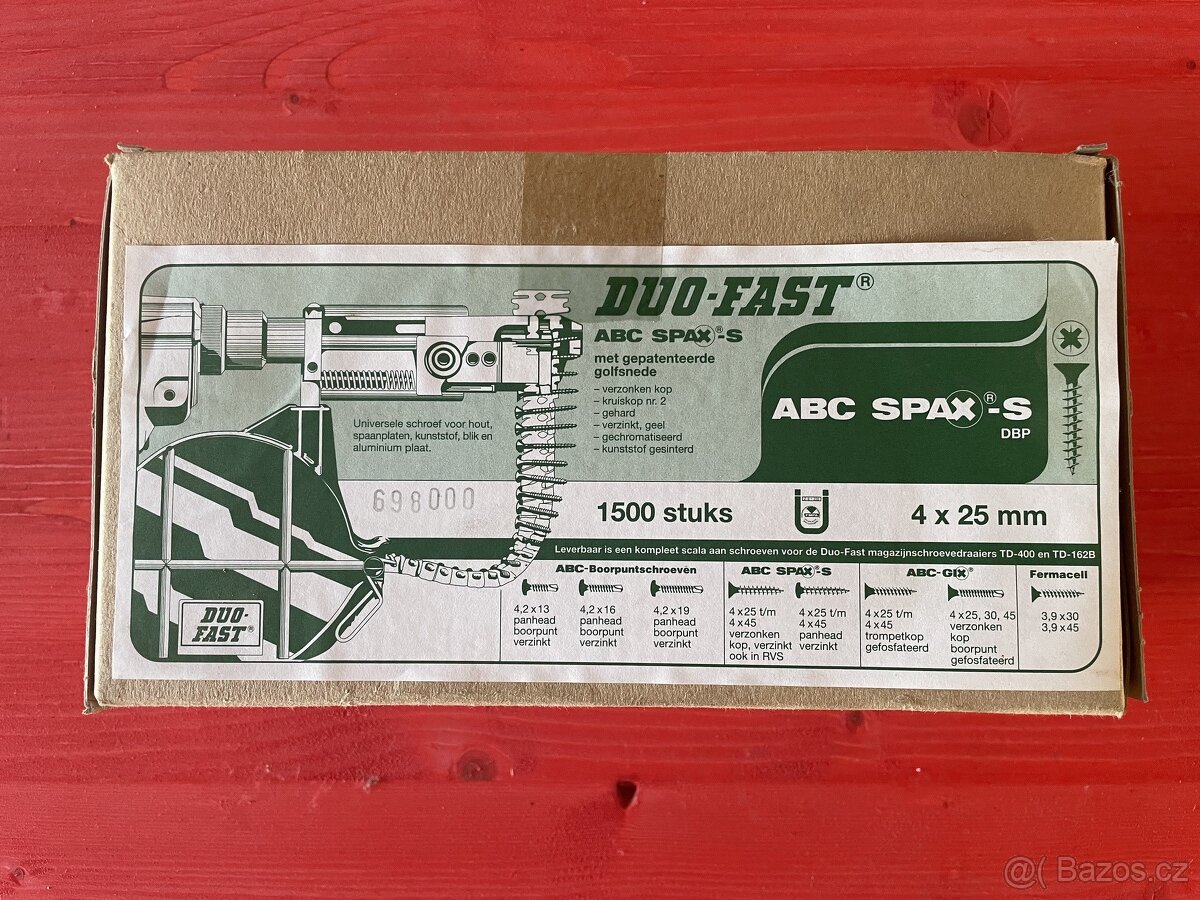 DUO-FAST®
ABC SPAX®-S
met gepatenteerde
golfsnede
– verzonken kop
– kruiskop nr. 2
– gehard
– verzinkt, geel
– gechromatiseerd
– kunststof gesinterd
Universele schroef voor hout,
spaanplaten, kunststof, blik en
aluminium plaat.
ABC SPAX®-S
DBP
698000
1500 stuks
4 x 25 mm
Leverbaar is een kompleet scala aan schroeven voor de Duo-Fast magazijnschroevedraaiers TD-400 en TD-162B
ABC-Boorpuntschroeven
4,2 x 13
panhead
boorpunt
verzinkt
4,2 x 16
panhead
boorpunt
verzinkt
4,2 x 19
panhead
boorpunt
verzinkt
ABC SPAX®-S
4 x 25 t/m
4 x 45
verzonken
kop, verzinkt
ook in RVS
4 x 25 t/m
4 x 45
panhead
verzinkt
ABC-GIX®
4 x 25 t/m
4 x 45
trompetkop
gefosfateerd
4 x 25, 30, 45
verzonken
kop
boorpunt
gefosfateerd
Fermacell
3,9 x 30
3,9 x 45
DUO-
FAST®
@( Bazos.cz